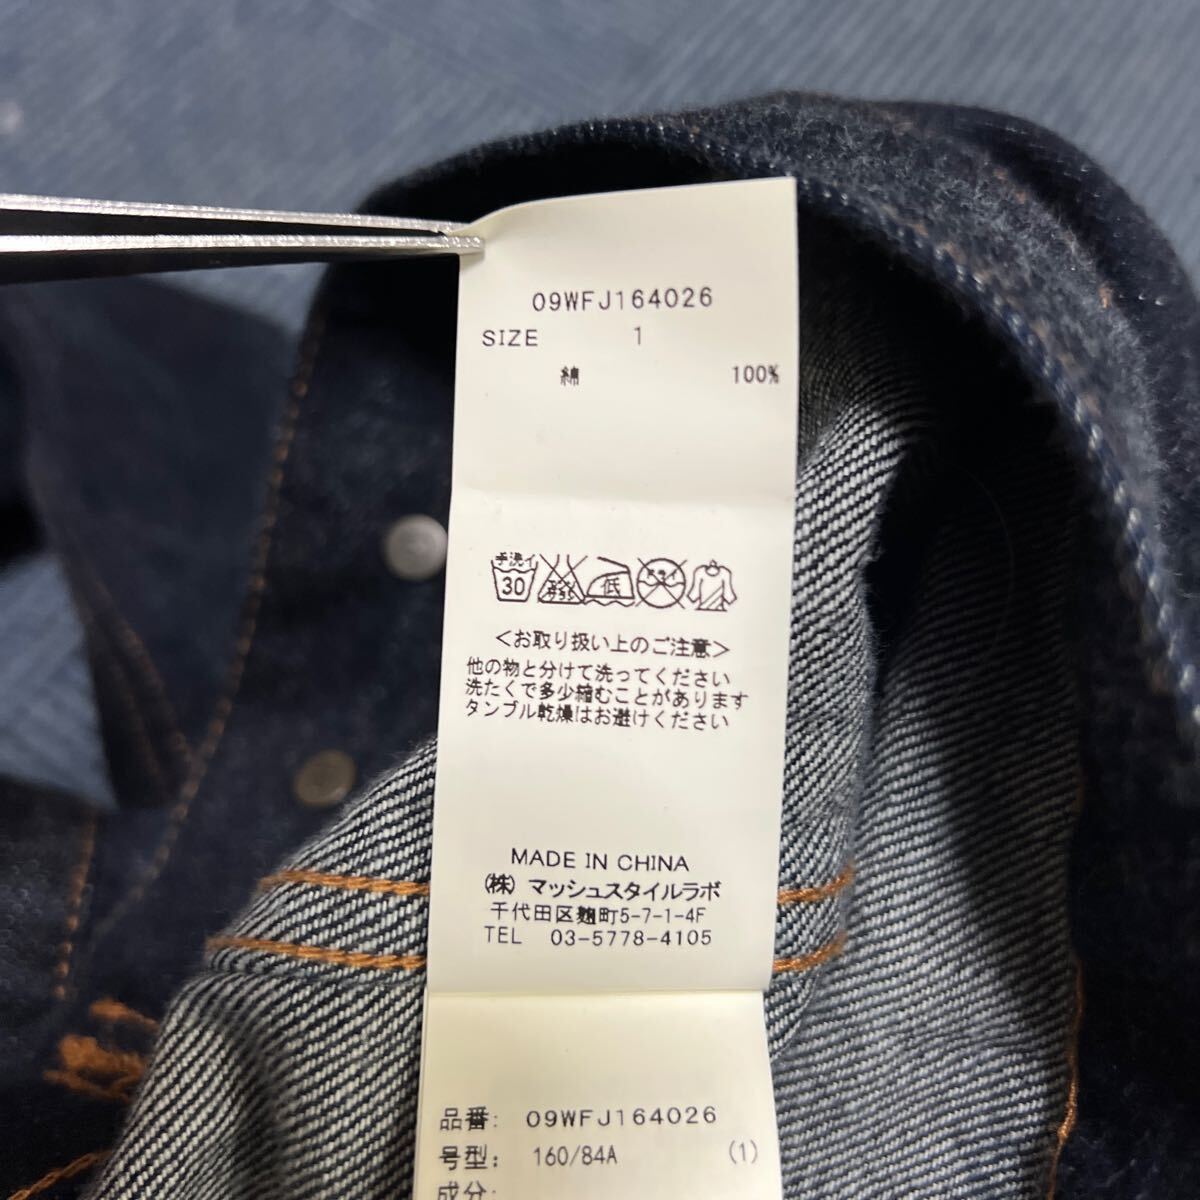 09WFJ164026
SIZE 1
綿 100%
手洗イ
30
低
ドライ
<お取り扱い上のご注意>
他の物と分けて洗ってください
洗たくで多少縮むことがあります
タンブル乾燥はお避けください
MADE IN CHINA
(株) マッシュスタイルラボ
千代田区麹町5-7-1-4F
TEL 03-5778-4105
品番: 09WFJ164026
号型: 160/84A (1)
成分: